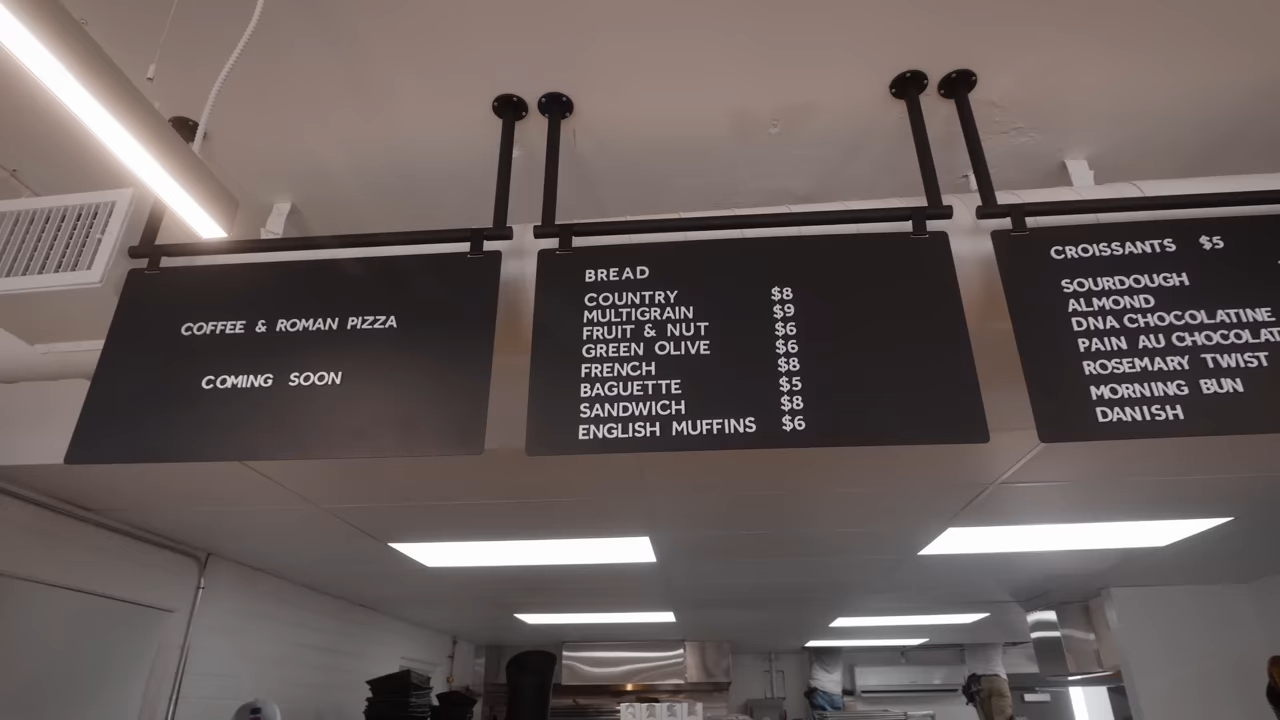 COFFEE & ROMAN PIZZA
COMING SOON
BREAD
COUNTRY $8
MULTIGRAIN $9
FRUIT & NUT $6
GREEN OLIVE $6
FRENCH $8
BAGUETTE $5
SANDWICH $8
ENGLISH MUFFINS $6
CROISSANTS $5
SOURDOUGH
ALMOND
DNA CHOCOLATINE
PAIN AU CHOCOLAT
ROSEMARY TWIST
MORNING BUN
DANISH